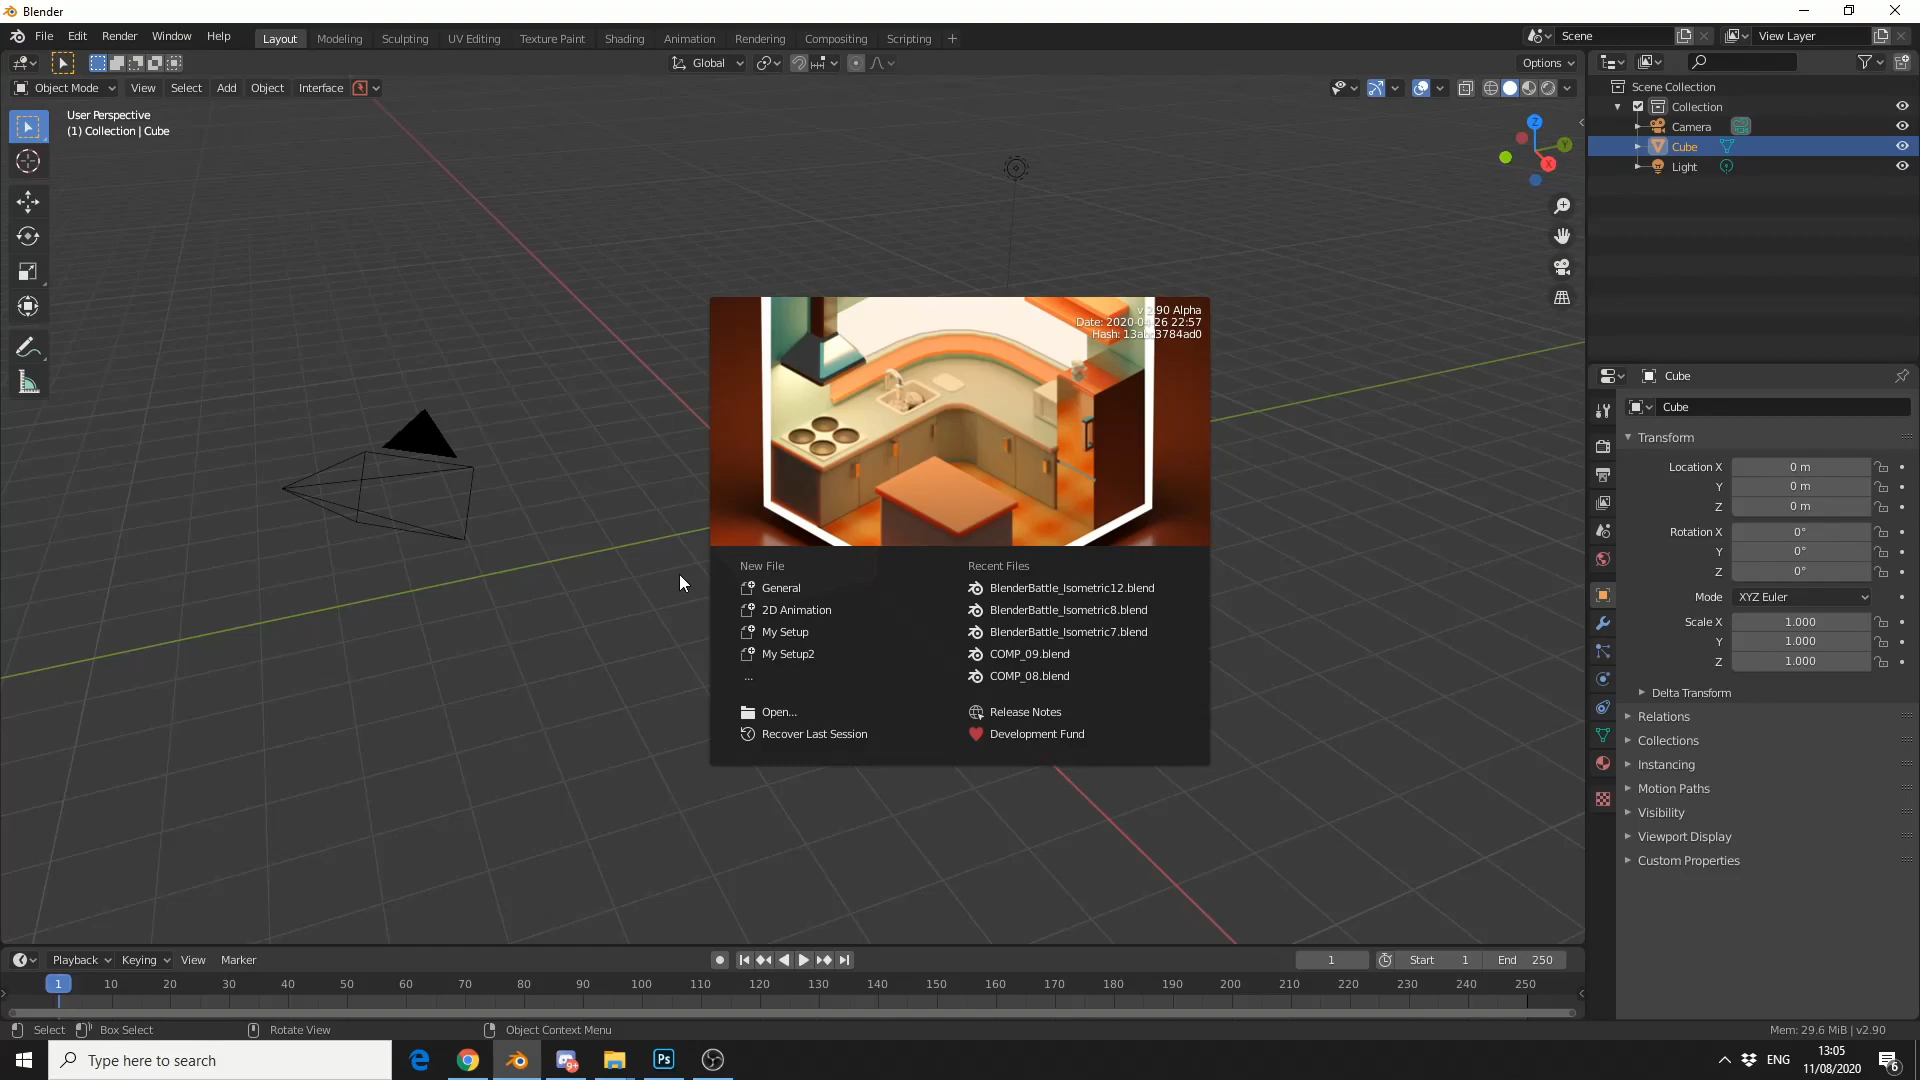 Blender
File Edit Render Window Help
Layout Modeling Sculpting UV Editing Texture Paint Shading Animation Rendering Compositing Scripting +
Scene
View Layer
Global
Options
Object Mode View Select Add Object Interface
User Perspective
(1) Collection | Cube
Z
Y
X
Scene Collection
Collection
Camera
Cube
Light
v 2.90 Alpha
Date: 2020-04-26 22:57
New File
General
2D Animation
My Setup
My Setup2
...
Open...
Recover Last Session
Recent Files
BlenderBattle_Isometric12.blend
BlenderBattle_Isometric8.blend
BlenderBattle_Isometric7.blend
COMP_09.blend
COMP_08.blend
Release Notes
Development Fund
Cube
Cube
Transform
Location X 0 m
Y 0 m
Z 0 m
Rotation X 0°
Y 0°
Z 0°
Mode XYZ Euler
Scale X 1.000
Y 1.000
Z 1.000
Delta Transform
Relations
Collections
Instancing
Motion Paths
Visibility
Viewport Display
Custom Properties
Playback Keying View Marker
1 Start 1 End 250
1 10 20 30 40 50 60 70 80 90 100 110 120 130 140 150 160 170 180 190 200 210 220 230 240 250
Select Box Select Rotate View Object Context Menu
Mem: 29.6 MiB | v2.90
Type here to search
Ps
9+
ENG
13:05
11/08/2020
6